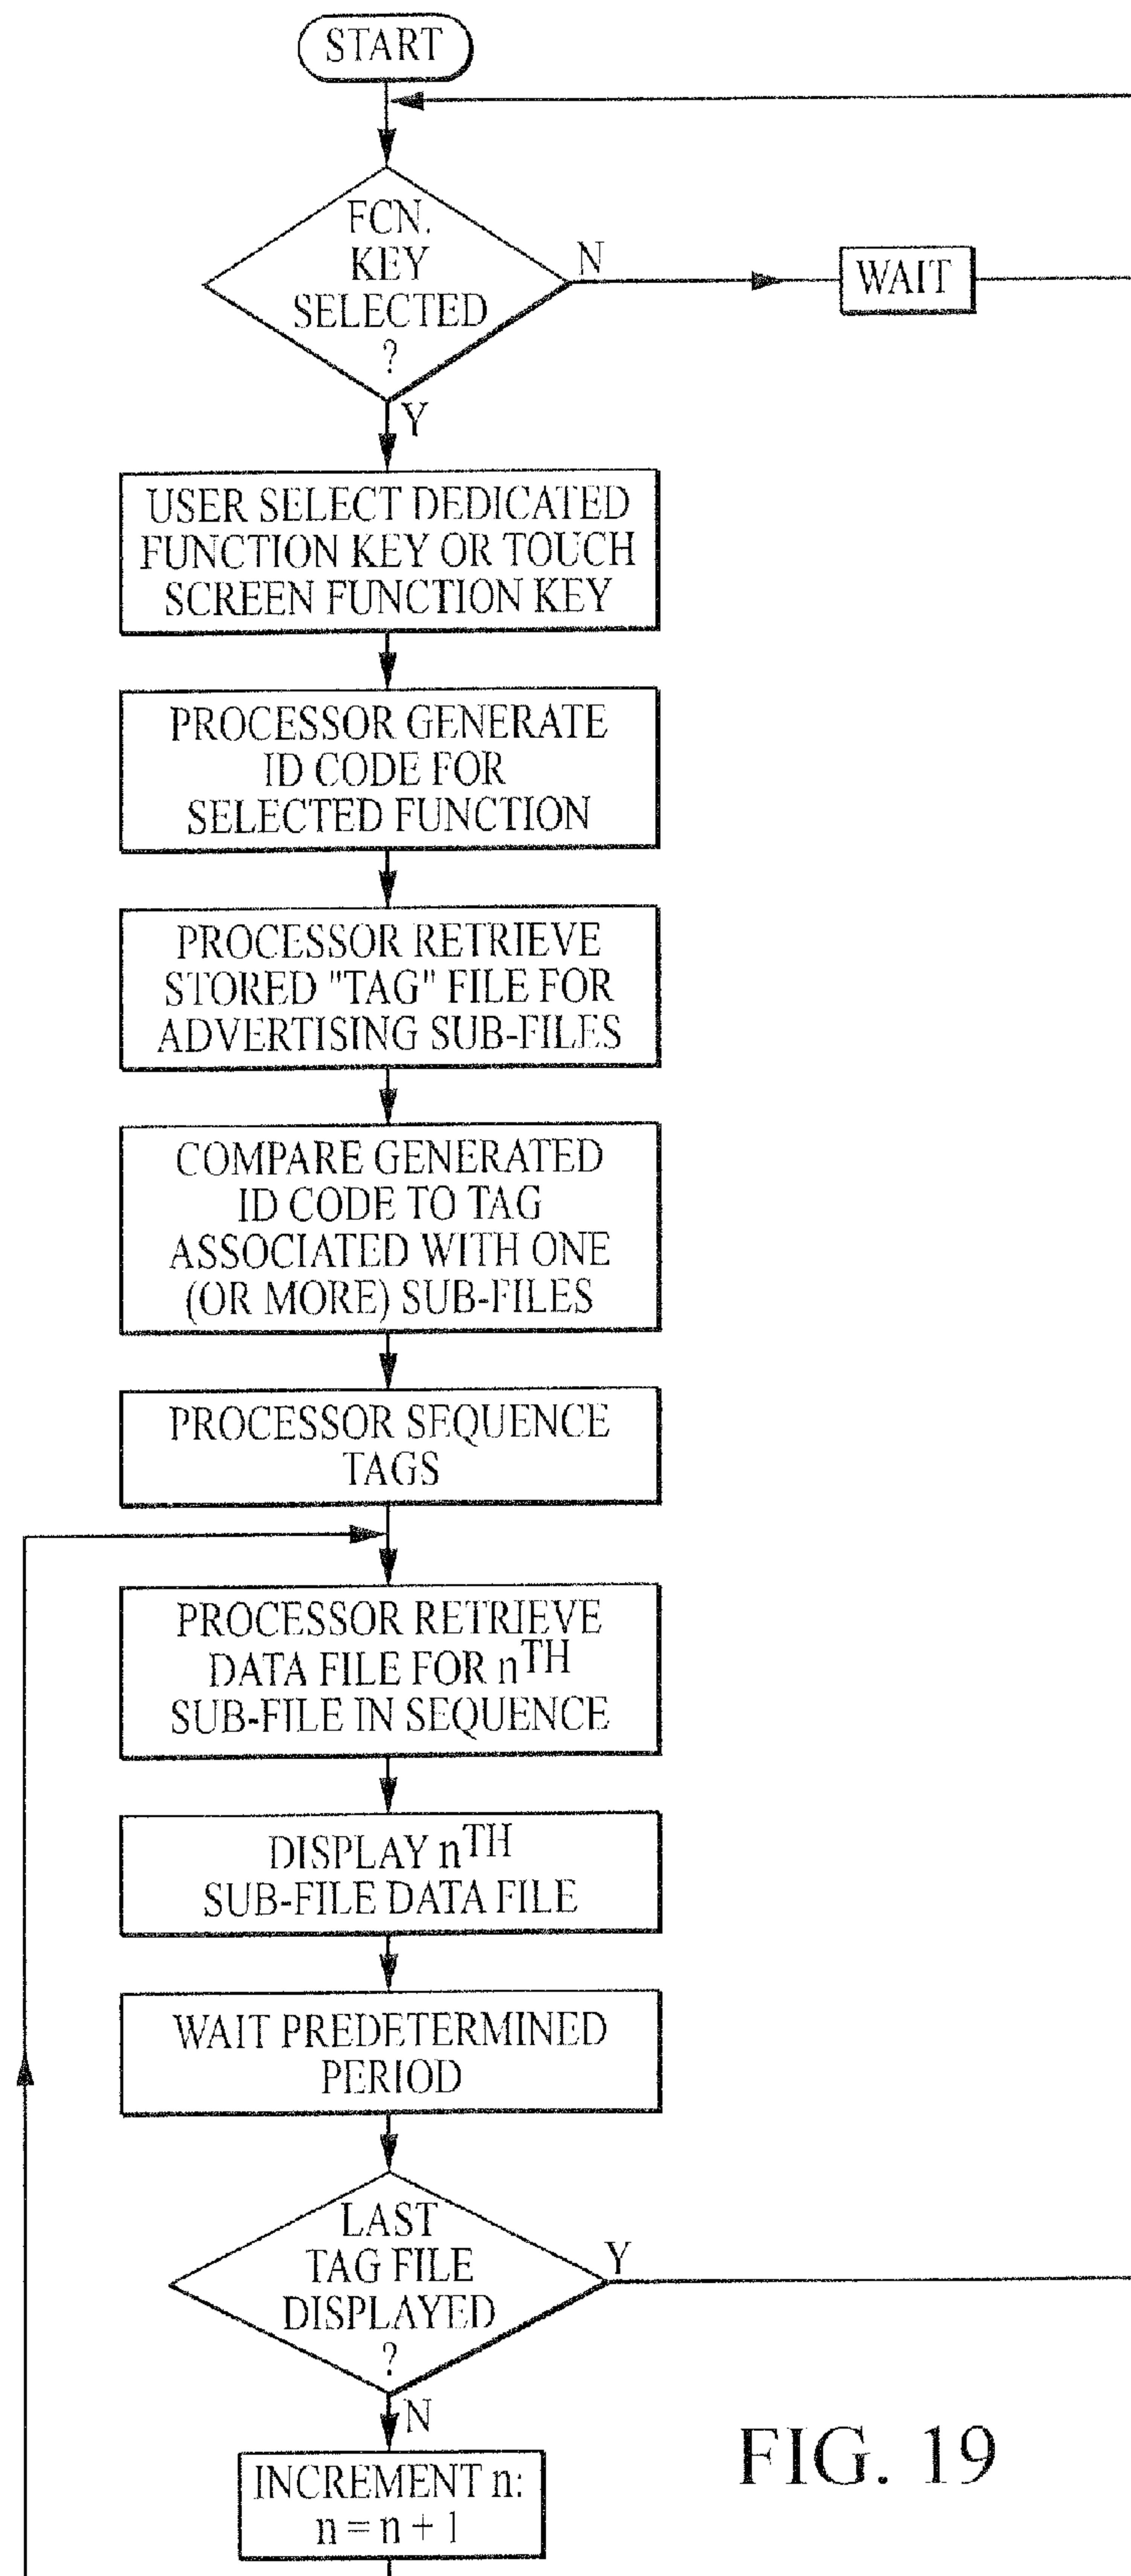 START
FCN.
KEY
SELECTED
?
N
WAIT
Y
USER SELECT DEDICATED
FUNCTION KEY OR TOUCH
SCREEN FUNCTION KEY
PROCESSOR GENERATE
ID CODE FOR
SELECTED FUNCTION
PROCESSOR RETRIEVE
STORED "TAG" FILE FOR
ADVERTISING SUB-FILES
COMPARE GENERATED
ID CODE TO TAG
ASSOCIATED WITH ONE
(OR MORE) SUB-FILES
PROCESSOR SEQUENCE
TAGS
PROCESSOR RETRIEVE
DATA FILE FOR nTH
SUB-FILE IN SEQUENCE
DISPLAY nTH
SUB-FILE DATA FILE
WAIT PREDETERMINED
PERIOD
LAST
TAG FILE
DISPLAYED
?
Y
N
INCREMENT n:
n = n + 1
FIG. 19